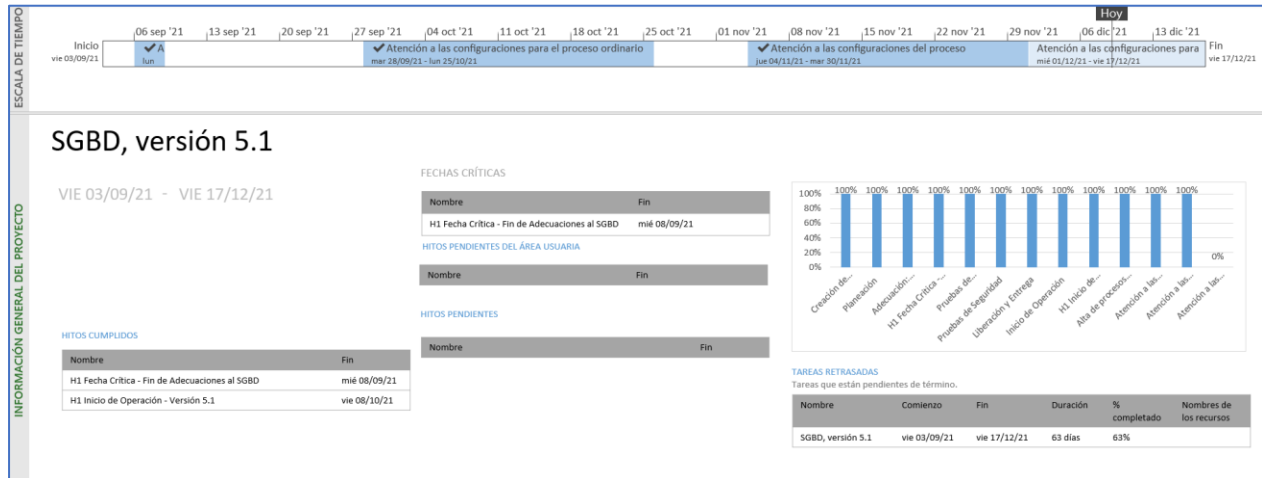 ESCALA DE TIEMPO
Hoy
06 sep '21 13 sep '21 20 sep '21 27 sep '21 04 oct '21 11 oct '21 18 oct '21 25 oct '21 01 nov '21 08 nov '21 15 nov '21 22 nov '21 29 nov '21 06 dic '21 13 dic '21
Inicio
vie 03/09/21
A
lun
Atención a las configuraciones para el proceso ordinario
mar 28/09/21 - lun 25/10/21
Atención a las configuraciones del proceso
jue 04/11/21 - mar 30/11/21
Atención a las configuraciones para
mié 01/12/21 - vie 17/12/21
Fin
vie 17/12/21
INFORMACIÓN GENERAL DEL PROYECTO
SGBD, versión 5.1
VIE 03/09/21 - VIE 17/12/21
HITOS CUMPLIDOS
Nombre Fin
H1 Fecha Crítica - Fin de Adecuaciones al SGBD mié 08/09/21
H1 Inicio de Operación - Versión 5.1 vie 08/10/21
FECHAS CRÍTICAS
Nombre Fin
H1 Fecha Crítica - Fin de Adecuaciones al SGBD mié 08/09/21
HITOS PENDIENTES DEL ÁREA USUARIA
Nombre Fin
HITOS PENDIENTES
Nombre Fin
100% 100% 100% 100% 100% 100% 100% 100% 100% 100% 100% 100% 100%
80%
60%
40%
20%
0%
0%
Creación de...
Planeación
Adecuación:...
H1 Fecha Crítica -...
Pruebas de...
Pruebas de Seguridad
Liberación y Entrega
Inicio de Operación
H1 Inicio de...
Alta de procesos...
Atención a las...
Atención a las...
Atención a las...
TAREAS RETRASADAS
Tareas que están pendientes de término.
Nombre Comienzo Fin Duración % completado Nombres de los recursos
SGBD, versión 5.1 vie 03/09/21 vie 17/12/21 63 días 63%